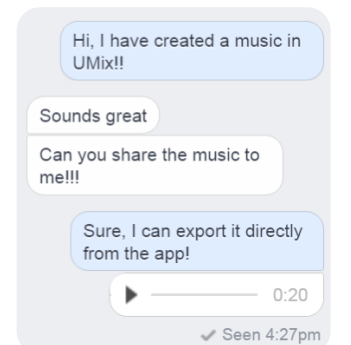 Hi, I have created a music in
UMix!!
Sounds great
Can you share the music to
me!!!
Sure, I can export it directly
from the app!
0:20
Seen 4:27pm